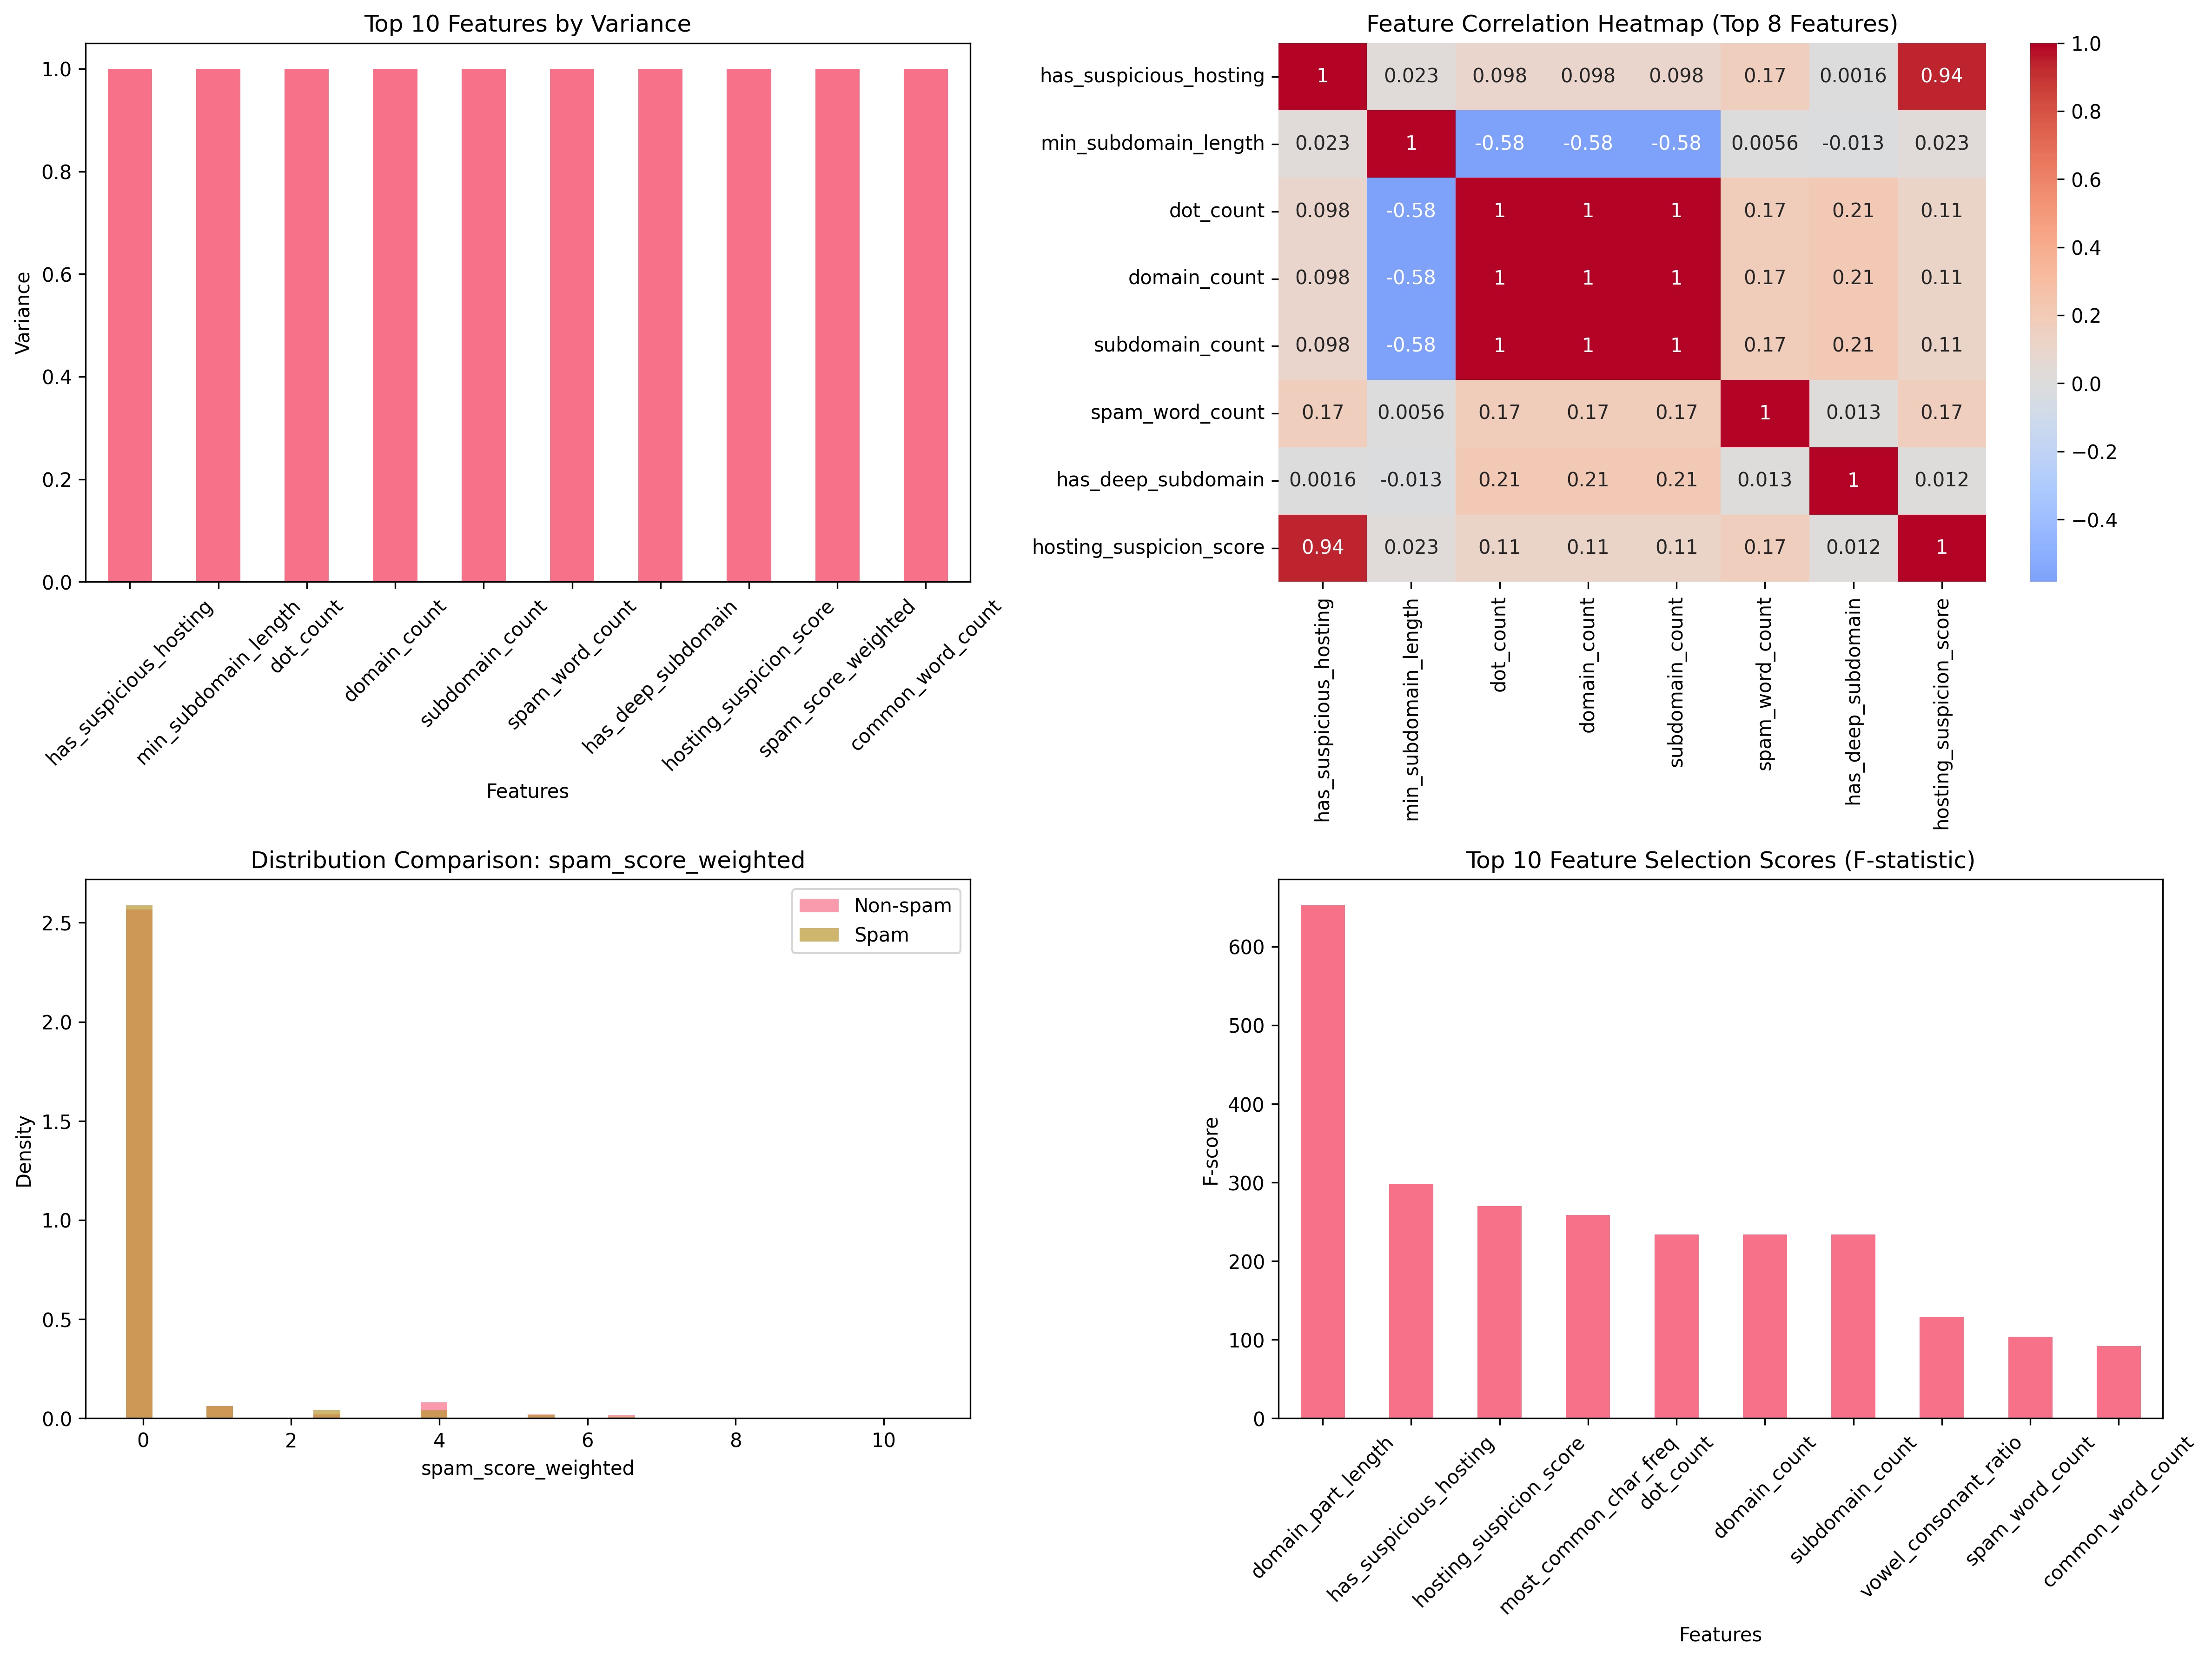 Top 10 Features by Variance
Variance
1.0
0.8
0.6
0.4
0.2
0.0
has_suspicious_hosting
min_subdomain_length
dot_count
domain_count
subdomain_count
spam_word_count
has_deep_subdomain
hosting_suspicion_score
spam_score_weighted
common_word_count
Features
Feature Correlation Heatmap (Top 8 Features)
has_suspicious_hosting 1 0.023 0.098 0.098 0.098 0.17 0.0016 0.94
min_subdomain_length 0.023 1 -0.58 -0.58 -0.58 0.0056 -0.013 0.023
dot_count 0.098 -0.58 1 1 1 0.17 0.21 0.11
domain_count 0.098 -0.58 1 1 1 0.17 0.21 0.11
subdomain_count 0.098 -0.58 1 1 1 0.17 0.21 0.11
spam_word_count 0.17 0.0056 0.17 0.17 0.17 1 0.013 0.17
has_deep_subdomain 0.0016 -0.013 0.21 0.21 0.21 0.013 1 0.012
hosting_suspicion_score 0.94 0.023 0.11 0.11 0.11 0.17 0.012 1
has_suspicious_hosting
min_subdomain_length
dot_count
domain_count
subdomain_count
spam_word_count
has_deep_subdomain
hosting_suspicion_score
1.0
0.8
0.6
0.4
0.2
0.0
−0.2
−0.4
Distribution Comparison: spam_score_weighted
Non-spam
Spam
Density
2.5
2.0
1.5
1.0
0.5
0.0
0 2 4 6 8 10
spam_score_weighted
Top 10 Feature Selection Scores (F-statistic)
F-score
600
500
400
300
200
100
0
domain_part_length
has_suspicious_hosting
hosting_suspicion_score
most_common_char_freq
dot_count
domain_count
subdomain_count
vowel_consonant_ratio
spam_word_count
common_word_count
Features